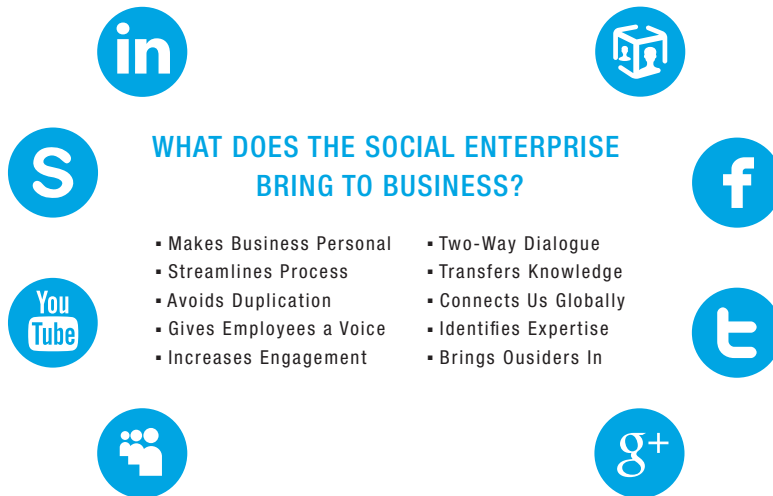 in
WHAT DOES THE SOCIAL ENTERPRISE
BRING TO BUSINESS?
S
f
▪ Makes Business Personal
▪ Streamlines Process
▪ Avoids Duplication
▪ Gives Employees a Voice
▪ Increases Engagement
▪ Two-Way Dialogue
▪ Transfers Knowledge
▪ Connects Us Globally
▪ Identifies Expertise
▪ Brings Ousiders In
You
Tube
t
g+